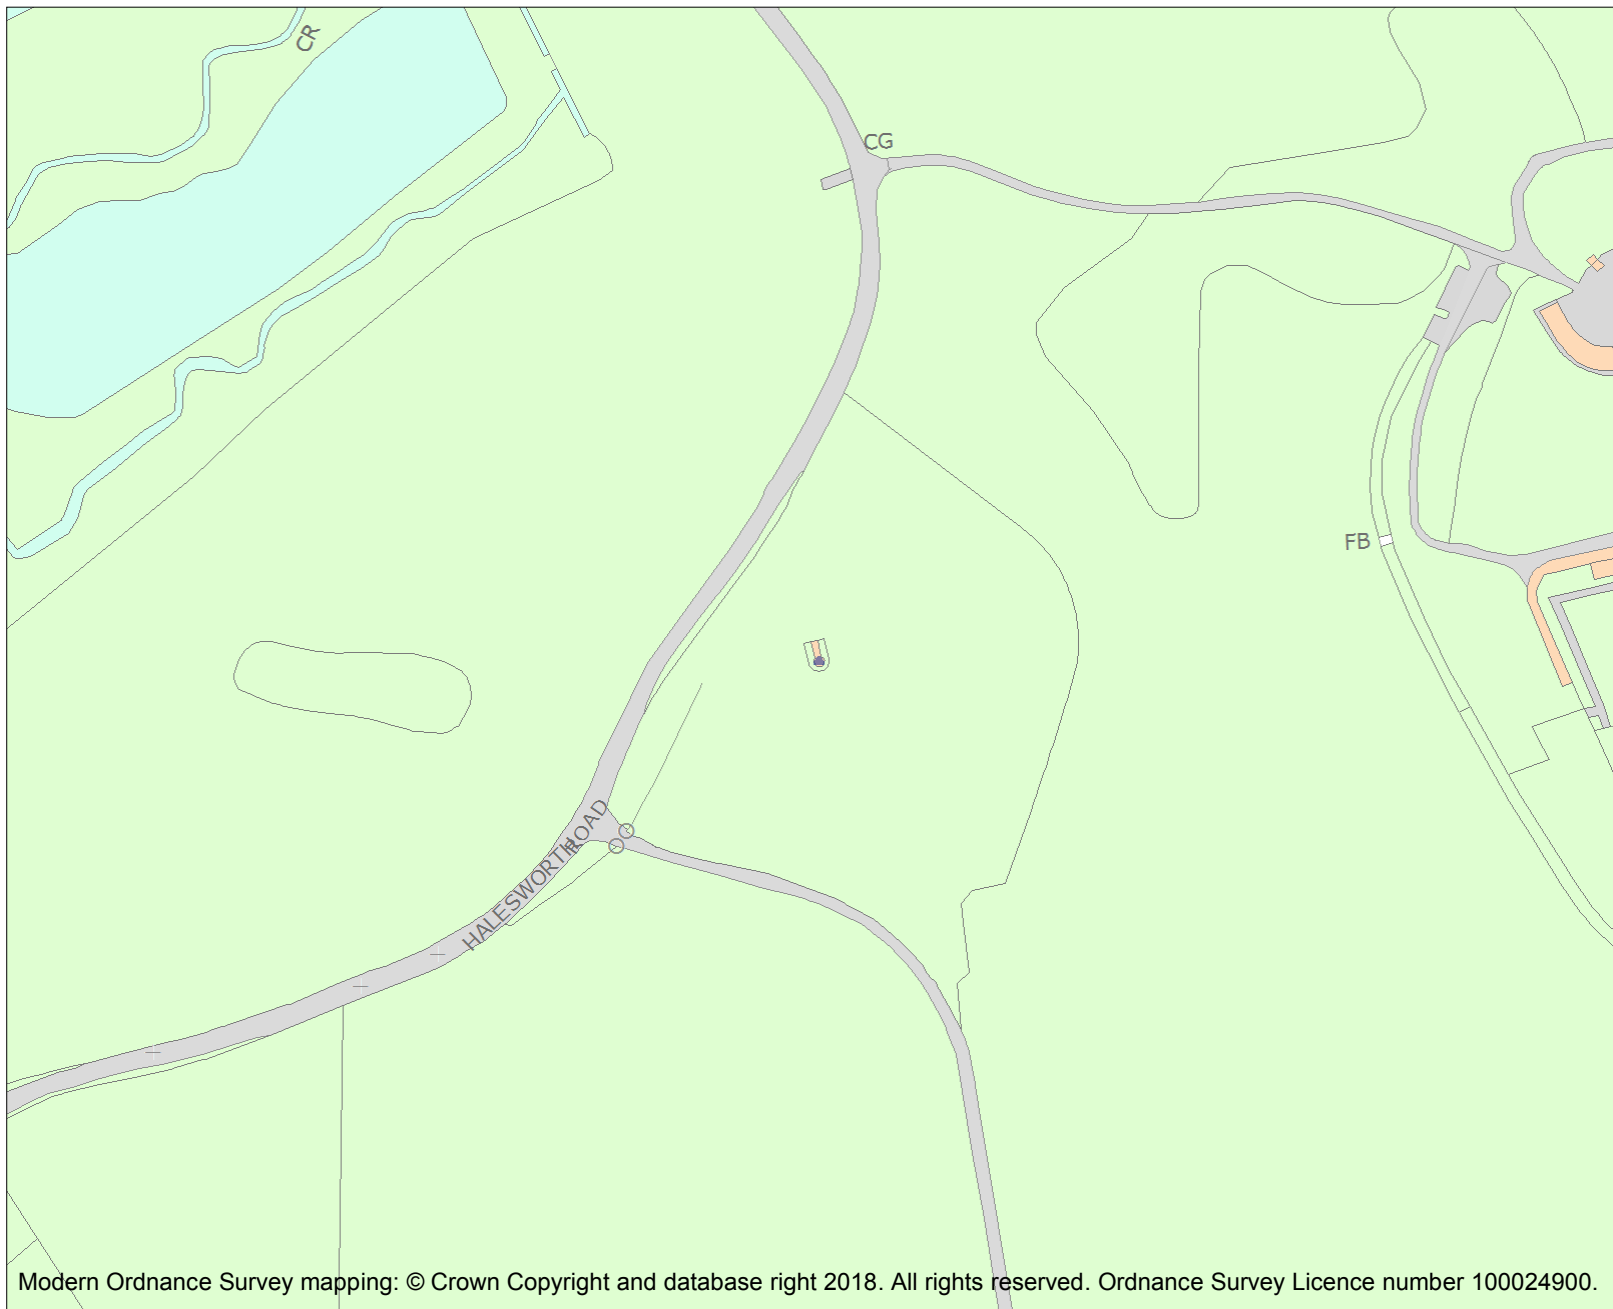 CR
CG
FB
HALESWORTH ROAD
Modern Ordnance Survey mapping: © Crown Copyright and database right 2018. All rights reserved. Ordnance Survey Licence number 100024900.